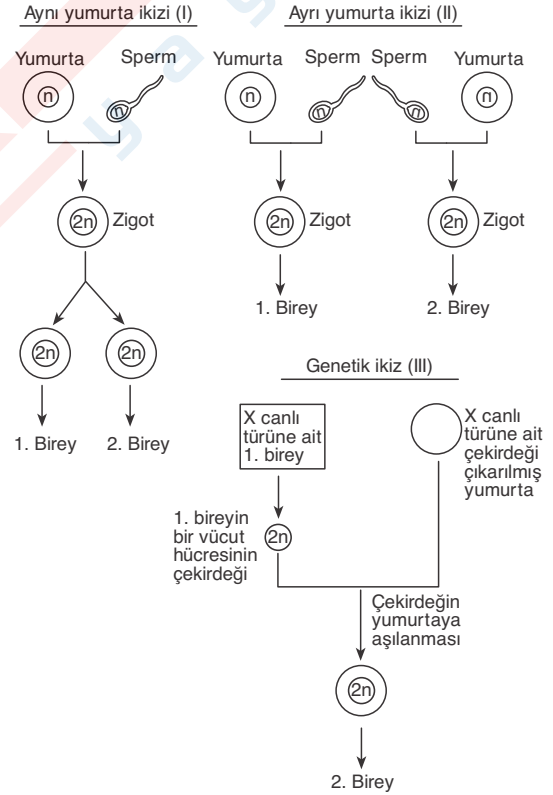 Aynı yumurta ikizi (I)
Yumurta
Sperm
n
n
2n
Zigot
2n
2n
1. Birey
2. Birey
Ayrı yumurta ikizi (II)
Yumurta
Sperm
Sperm
Yumurta
n
n
n
n
2n
Zigot
2n
Zigot
1. Birey
2. Birey
Genetik ikiz (III)
X canlı
türüne ait
1. birey
X canlı
türüne ait
çekirdeği
çıkarılmış
yumurta
1. bireyin
bir vücut
hücresinin
çekirdeği
2n
Çekirdeğin
yumurtaya
aşılanması
2n
2. Birey